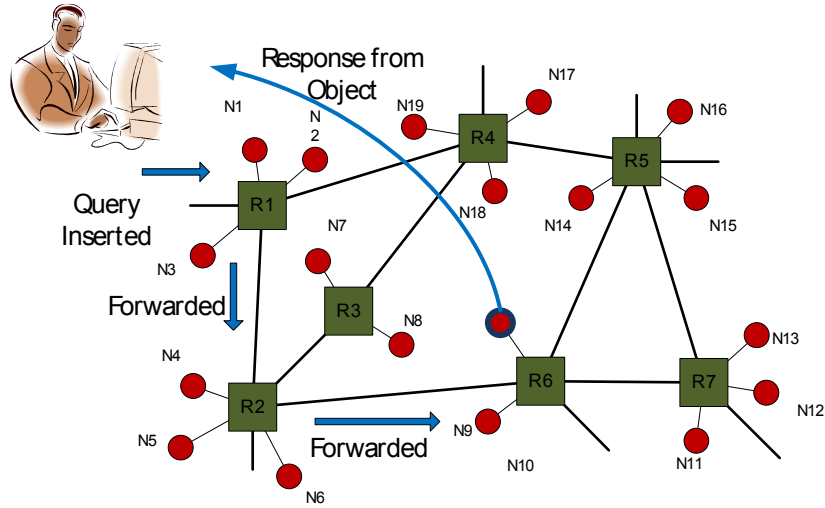 Response from
Object
N17
N19
N1
N
2
R4
N16
R5
Query
Inserted
R1
N18
N14
N15
N7
N3
Forwarded
R3
N8
N4
N13
R6
R7
R2
N12
N5
Forwarded
N9
N10
N11
N6